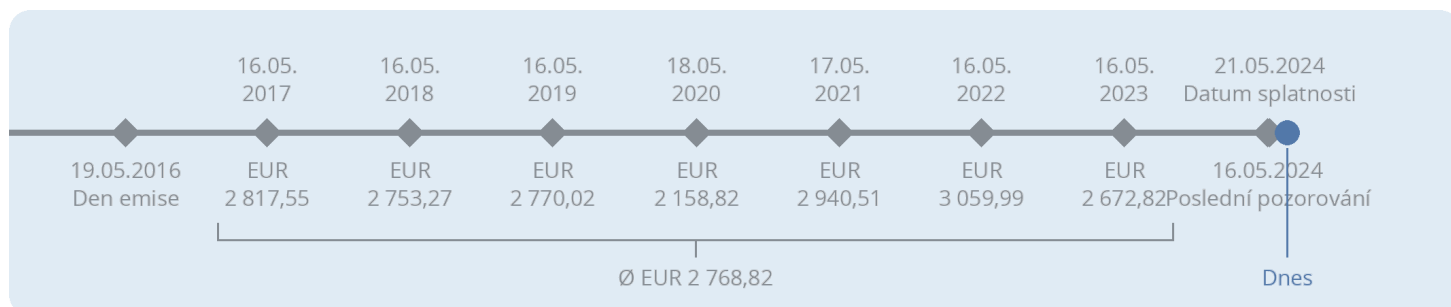 16.05.
2017
16.05.
2018
16.05.
2019
18.05.
2020
17.05.
2021
16.05.
2022
16.05.
2023
21.05.2024
Datum splatnosti
19.05.2016
Den emise
EUR
2 817,55
EUR
2 753,27
EUR
2 770,02
EUR
2 158,82
EUR
2 940,51
EUR
3 059,99
EUR
2 672,82
16.05.2024
Poslední pozorování
Ø EUR 2 768,82
Dnes